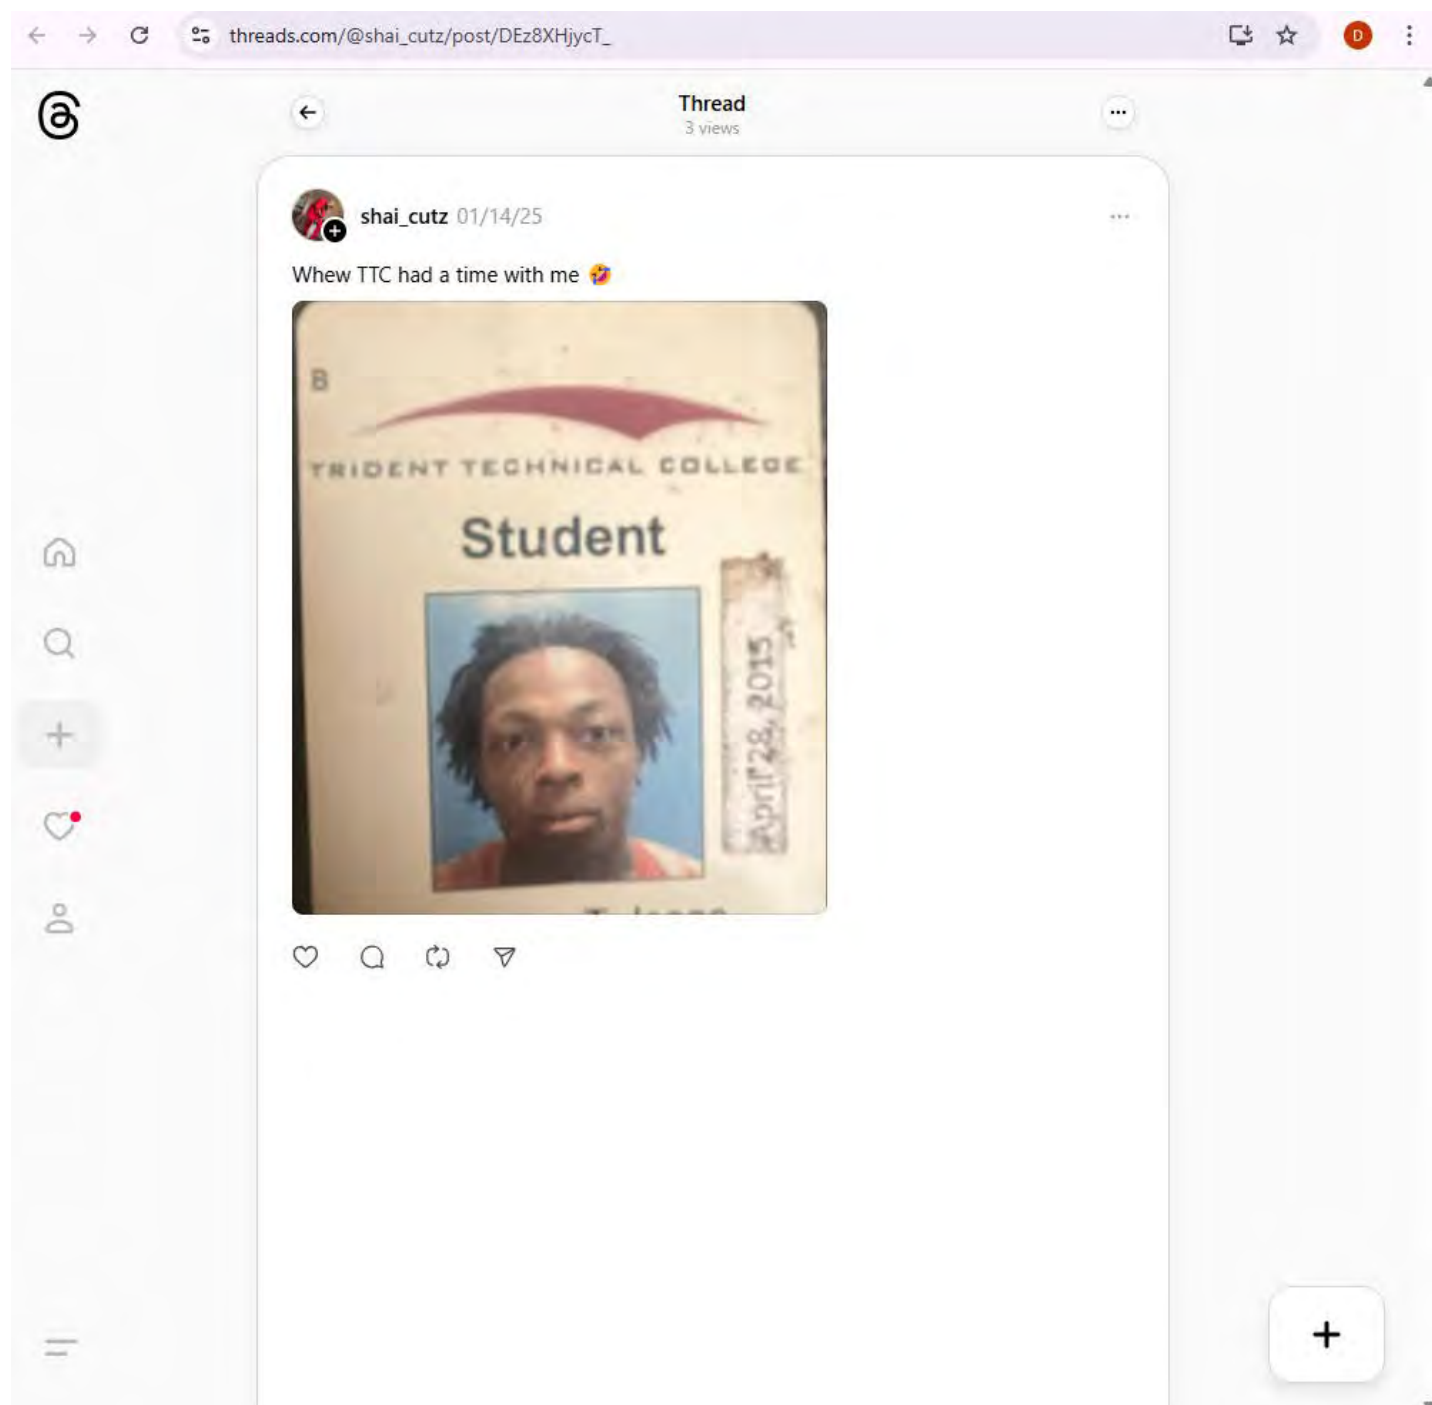 threads.com/@shai_cutz/post/DEz8XHjycT_
D
Thread
3 views
shai_cutz 01/14/25
Whew TTC had a time with me 🤣
B
TRIDENT TECHNICAL COLLEGE
Student
April 28, 2015